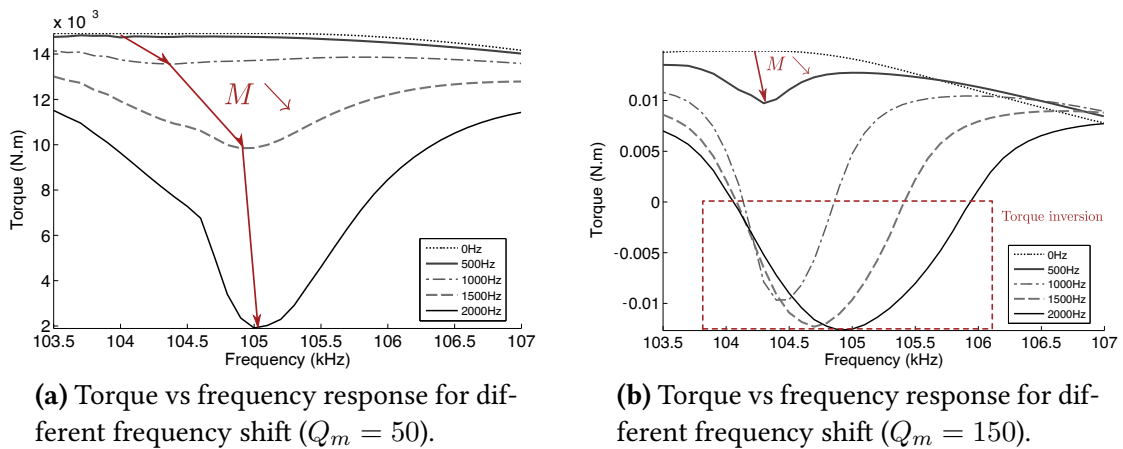 x 10 3
14
12
10
8
6
4
2
Torque (N.m)
103.5 104 104.5 105 105.5 106 106.5 107
Frequency (kHz)
M ↘
0Hz
500Hz
1000Hz
1500Hz
2000Hz
(a) Torque vs frequency response for dif-
ferent frequency shift (Qm = 50).
0.01
0.005
0
-0.005
-0.01
Torque (N.m)
103.5 104 104.5 105 105.5 106 106.5 107
Frequency (kHz)
M ↘
Torque inversion
0Hz
500Hz
1000Hz
1500Hz
2000Hz
(b) Torque vs frequency response for dif-
ferent frequency shift (Qm = 150).